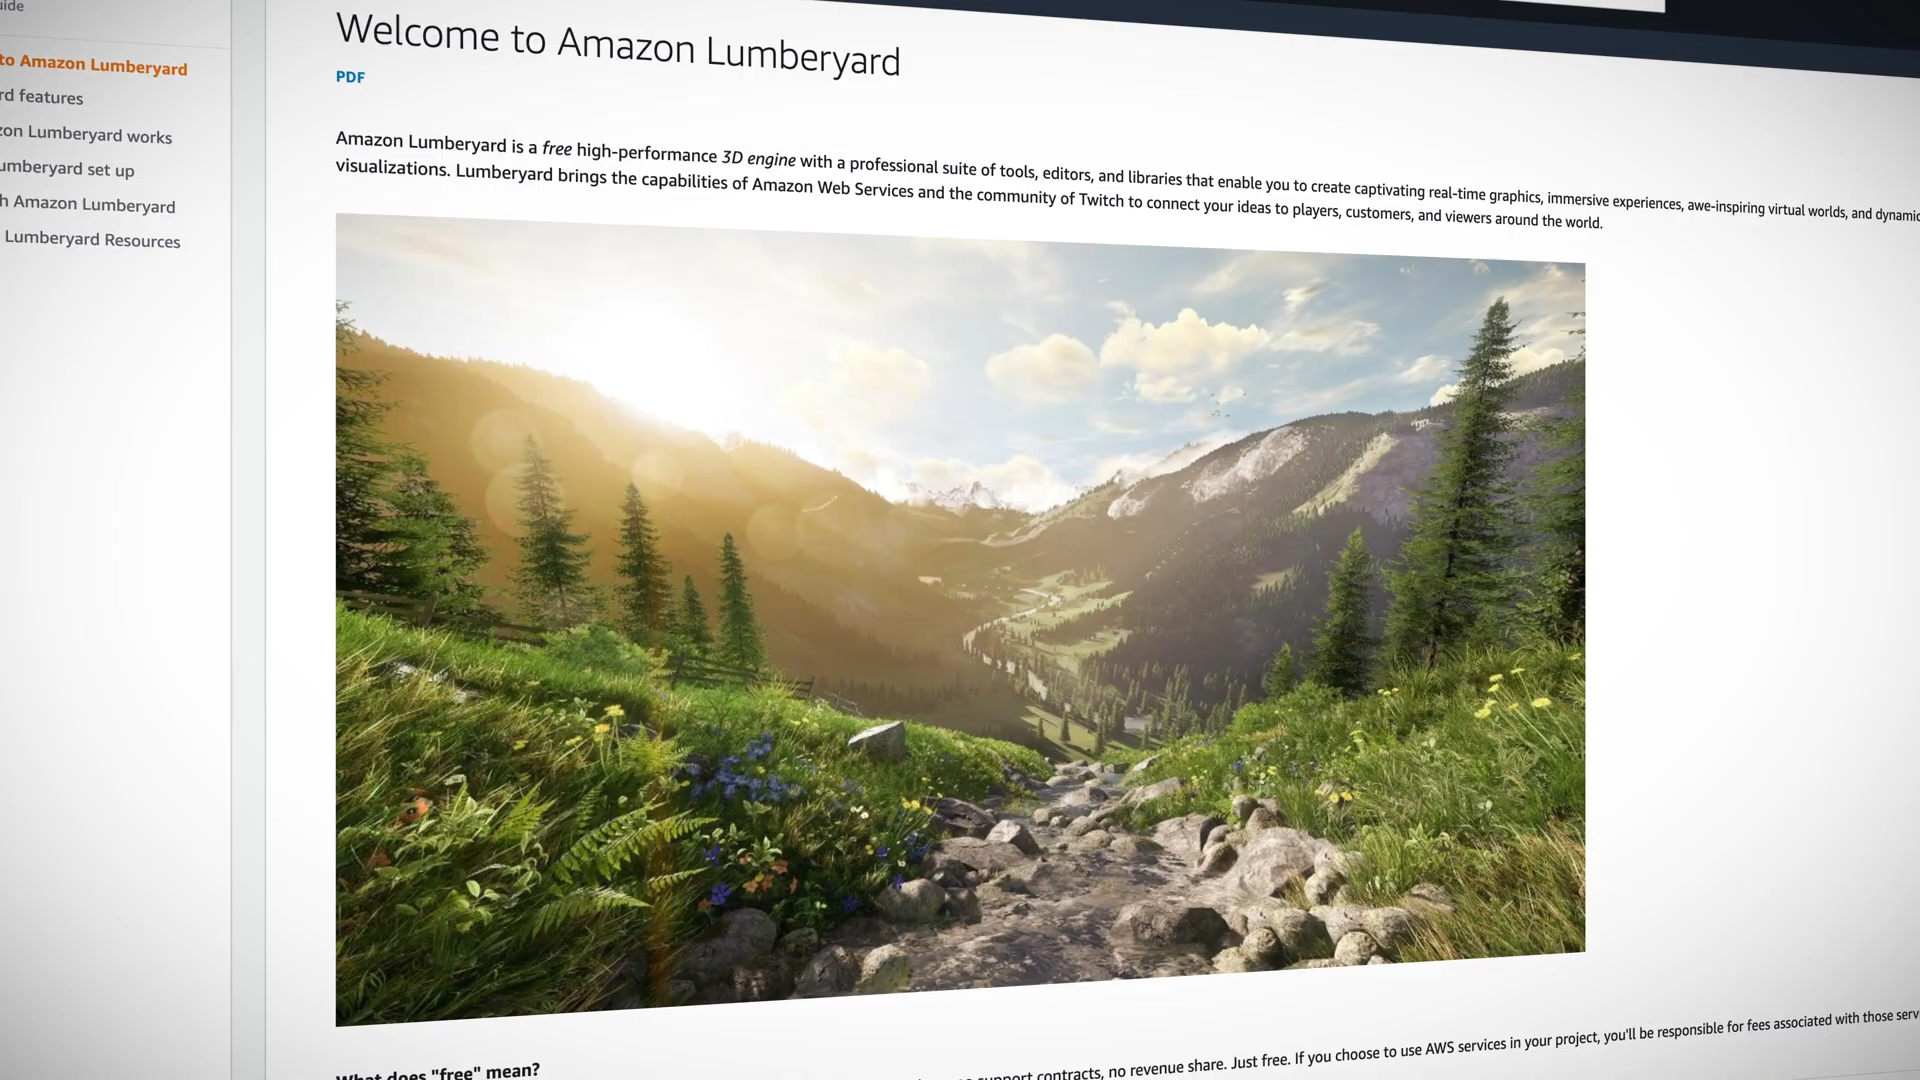 to Amazon Lumberyard
features
Lumberyard works
set up
Amazon Lumberyard
Lumberyard Resources
Welcome to Amazon Lumberyard
PDF
Amazon Lumberyard is a free high-performance 3D engine with a professional suite of tools, editors, and libraries that enable you to create captivating real-time graphics, immersive experiences, awe-inspiring virtual worlds, and dynamic
visualizations. Lumberyard brings the capabilities of Amazon Web Services and the community of Twitch to connect your ideas to players, customers, and viewers around the world.
What does "free" mean?
support contracts, no revenue share. Just free. If you choose to use AWS services in your project, you'll be responsible for fees associated with those